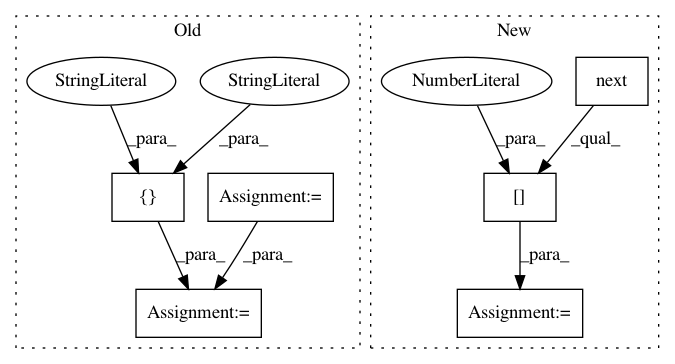 Old
New
StringLiteral
StringLiteral
NumberLiteral
next
_para_
_para_
_para_
_qual_
{}
Assignment:=
[]
_para_
_para_
_para_
Assignment:=
Assignment:=